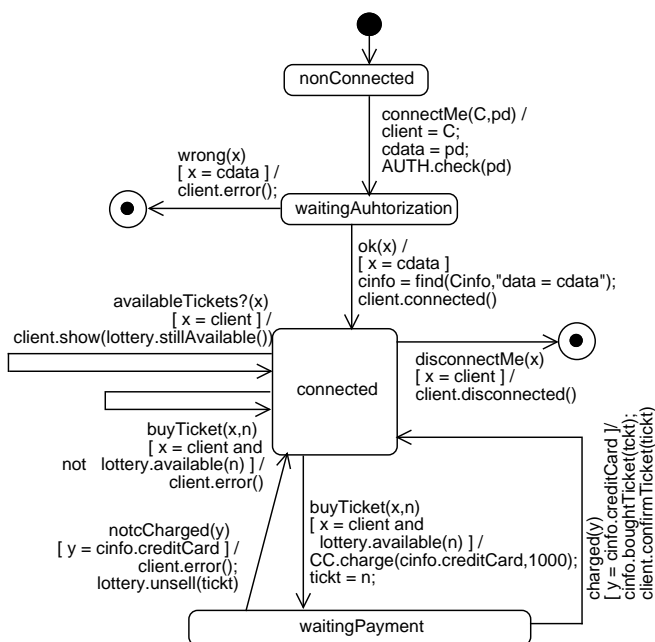 nonConnected
connectMe(C,pd) /
client = C;
cdata = pd;
AUTH.check(pd)
wrong(x)
[ x = cdata ] /
client.error();
waitingAuhtorization
ok(x) /
[ x = cdata ]
cinfo = find(Cinfo,"data = cdata");
client.connected()
availableTickets?(x)
[ x = client ] /
client.show(lottery.stillAvailable())
connected
disconnectMe(x)
[ x = client ] /
client.disconnected()
buyTicket(x,n)
[ x = client and
not lottery.available(n) ] /
client.error()
buyTicket(x,n)
[ x = client and
lottery.available(n) ] /
CC.charge(cinfo.creditCard,1000);
tickt = n;
notcCharged(y)
[ y = cinfo.creditCard ] /
client.error();
lottery.unsell(tickt)
charged(y)
[ y = cinfo.creditCard ]/
cinfo.boughtTicket(tckt);
client.confirmTicket(tickt)
waitingPayment